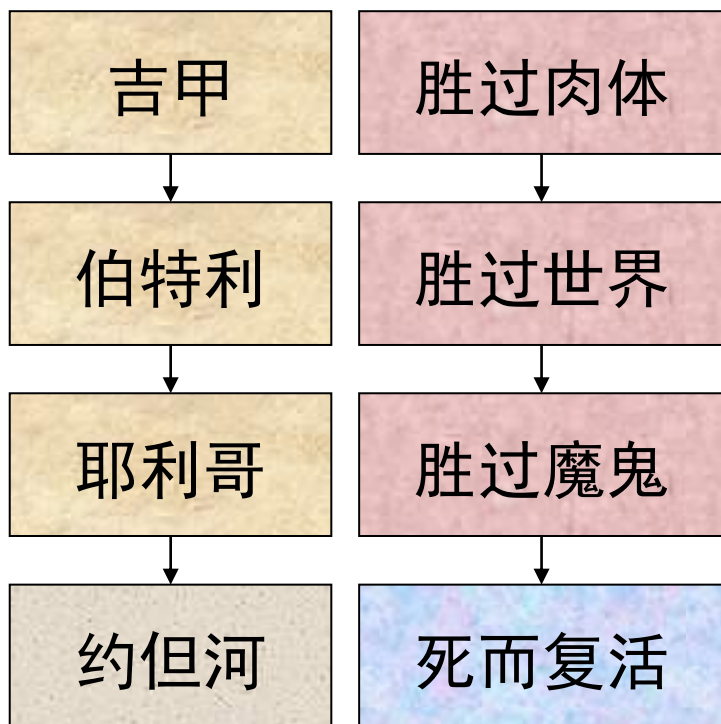 吉甲
胜过肉体
伯特利
胜过世界
耶利哥
胜过魔鬼
约但河
死而复活